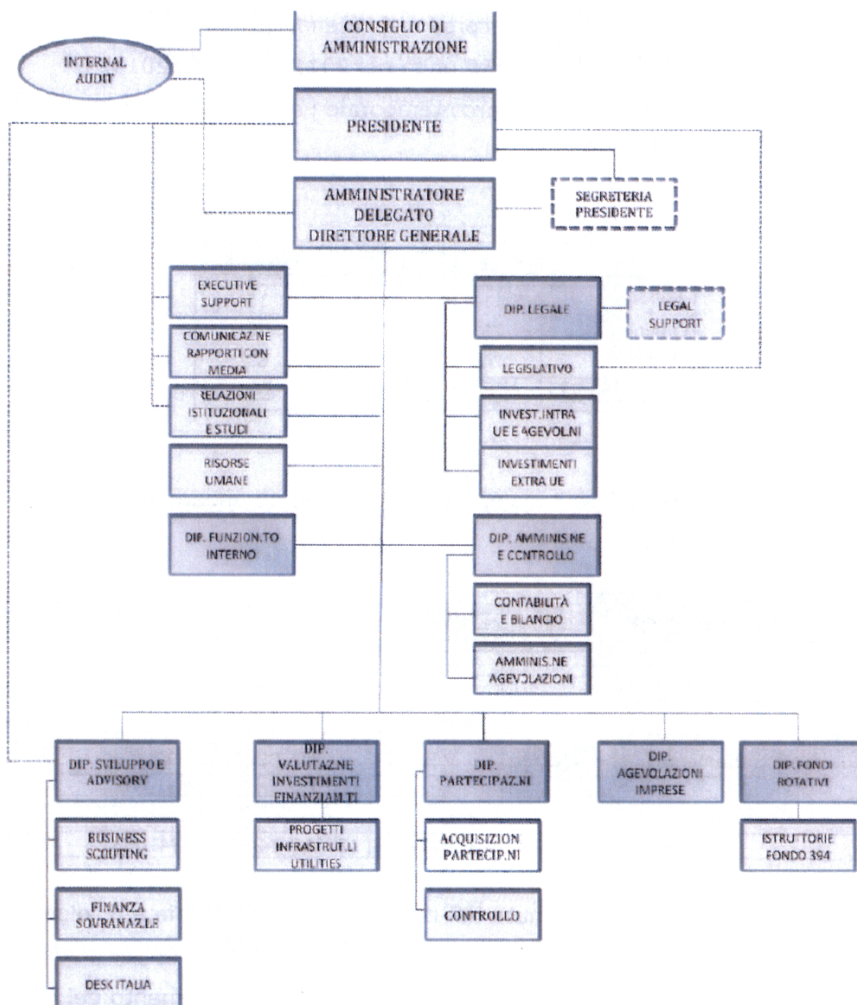 CONSIGLIO DI
AMMINISTRAZIONE
INTERNAL
AUDIT
PRESIDENTE
AMMINISTRATORE
DELEGATO
DIRETTORE GENERALE
SEGRETERIA
PRESIDENTE
EXECUTIVE
SUPPORT
DIP. LEGALE
LEGAL
SUPPORT
COMUNICAZ.NE
RAPPORTI CON
MEDIA
LEGISLATIVO
RELAZIONI
ISTITUZIONALI
E STUDI
INVEST.INTRA
UE E AGEVOL.NI
RISORSE
UMANE
INVESTIMENTI
EXTRA UE
DIP. FUNZION.TO
INTERNO
DIP. AMMINIS.NE
E CONTROLLO
CONTABILITÀ
E BILANCIO
AMMINIS.NE
AGEVOLAZIONI
DIP. SVILUPPO E
ADVISORY
DIP.
VALUTAZ.NE
INVESTIMENTI
FINANZIAM.TI
DIP.
PARTECIPAZ.NI
DIP.
AGEVOLAZIONI
IMPRESE
DIP.FONDI
ROTATIVI
BUSINESS
SCOUTING
PROGETTI
INFRASTRUT.LI
UTILITIES
ACQUISIZION
PARTECIP.NI
ISTRUTTORIE
FONDO 394
FINANZA
SOVRANAZ.LE
CONTROLLO
DESK ITALIA